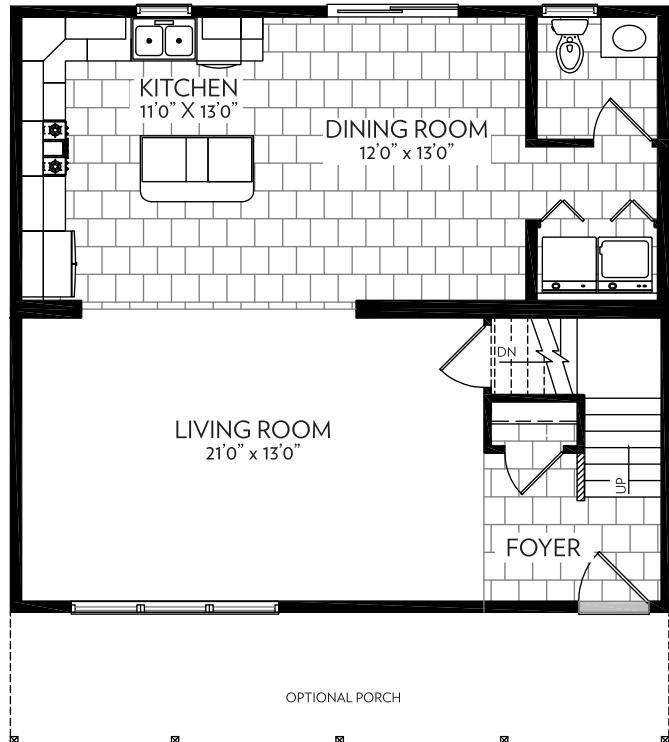 KITCHEN
11'0" X 13'0"
DINING ROOM
12'0" x 13'0"
DN
LIVING ROOM
21'0" x 13'0"
UP
FOYER
OPTIONAL PORCH